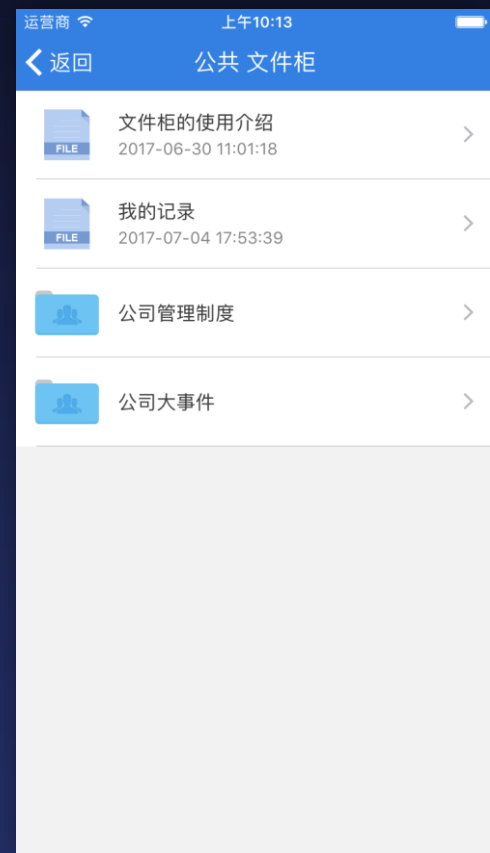 运营商 上午10:13
返回 公共 文件柜
文件柜的使用介绍
FILE 2017-06-30 11:01:18
我的记录
FILE 2017-07-04 17:53:39
公司管理制度
公司大事件